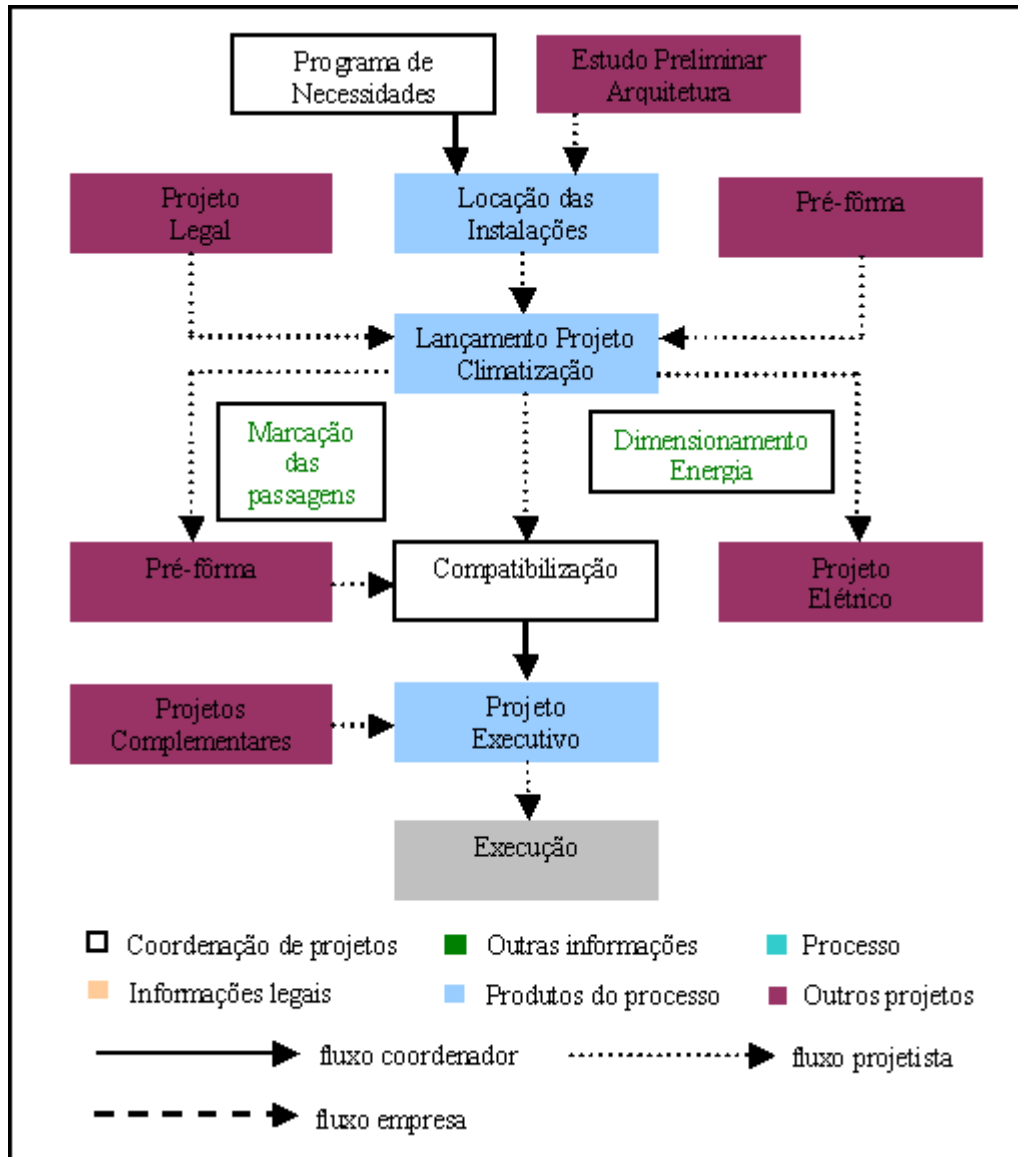 Programa de
Necessidades
Estudo Preliminar
Arquitetura
Projeto
Legal
Locação das
Instalações
Pré-fôrma
Lançamento Projeto
Climatização
Marcação
das
passagens
Dimensionamento
Energia
Pré-fôrma
Compatibilização
Projeto
Elétrico
Projetos
Complementares
Projeto
Executivo
Execução
Coordenação de projetos
Outras informações
Processo
Informações legais
Produtos do processo
Outros projetos
fluxo coordenador
fluxo projetista
fluxo empresa